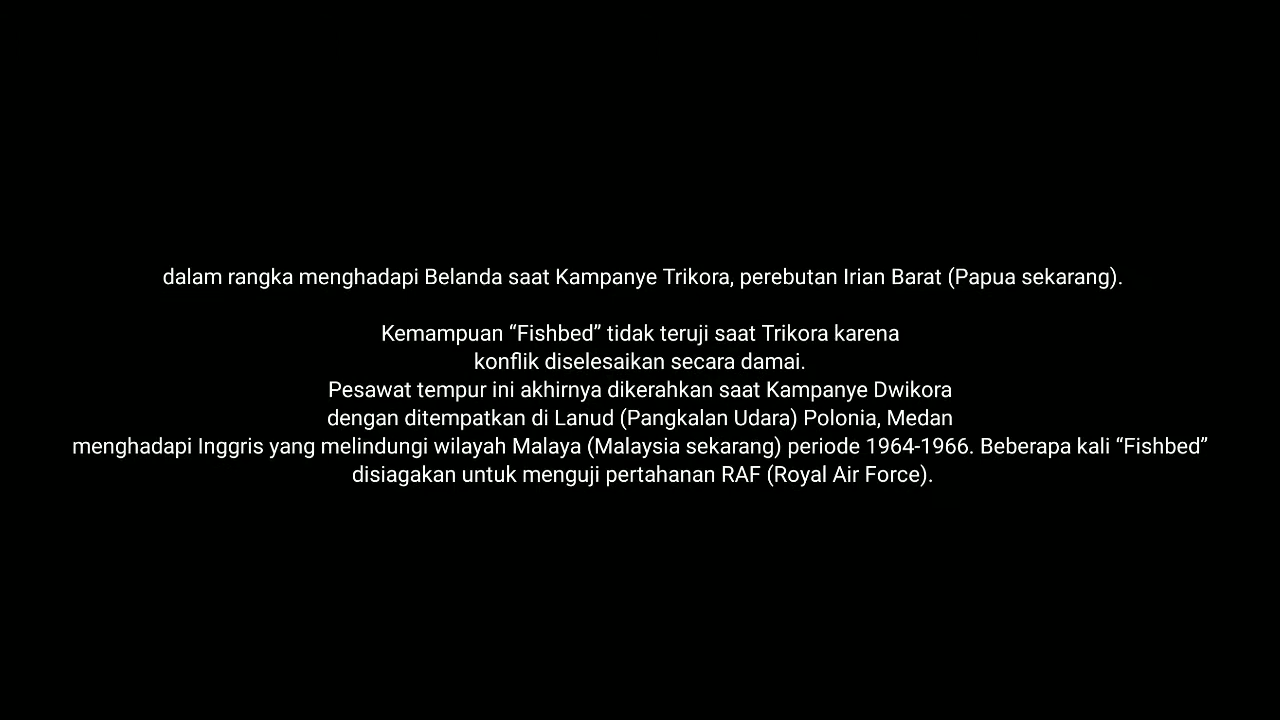 dalam rangka menghadapi Belanda saat Kampanye Trikora, perebutan Irian Barat (Papua sekarang).
Kemampuan “Fishbed” tidak teruji saat Trikora karena
konflik diselesaikan secara damai.
Pesawat tempur ini akhirnya dikerahkan saat Kampanye Dwikora
dengan ditempatkan di Lanud (Pangkalan Udara) Polonia, Medan
menghadapi Inggris yang melindungi wilayah Malaya (Malaysia sekarang) periode 1964-1966. Beberapa kali “Fishbed”
disiagakan untuk menguji pertahanan RAF (Royal Air Force).